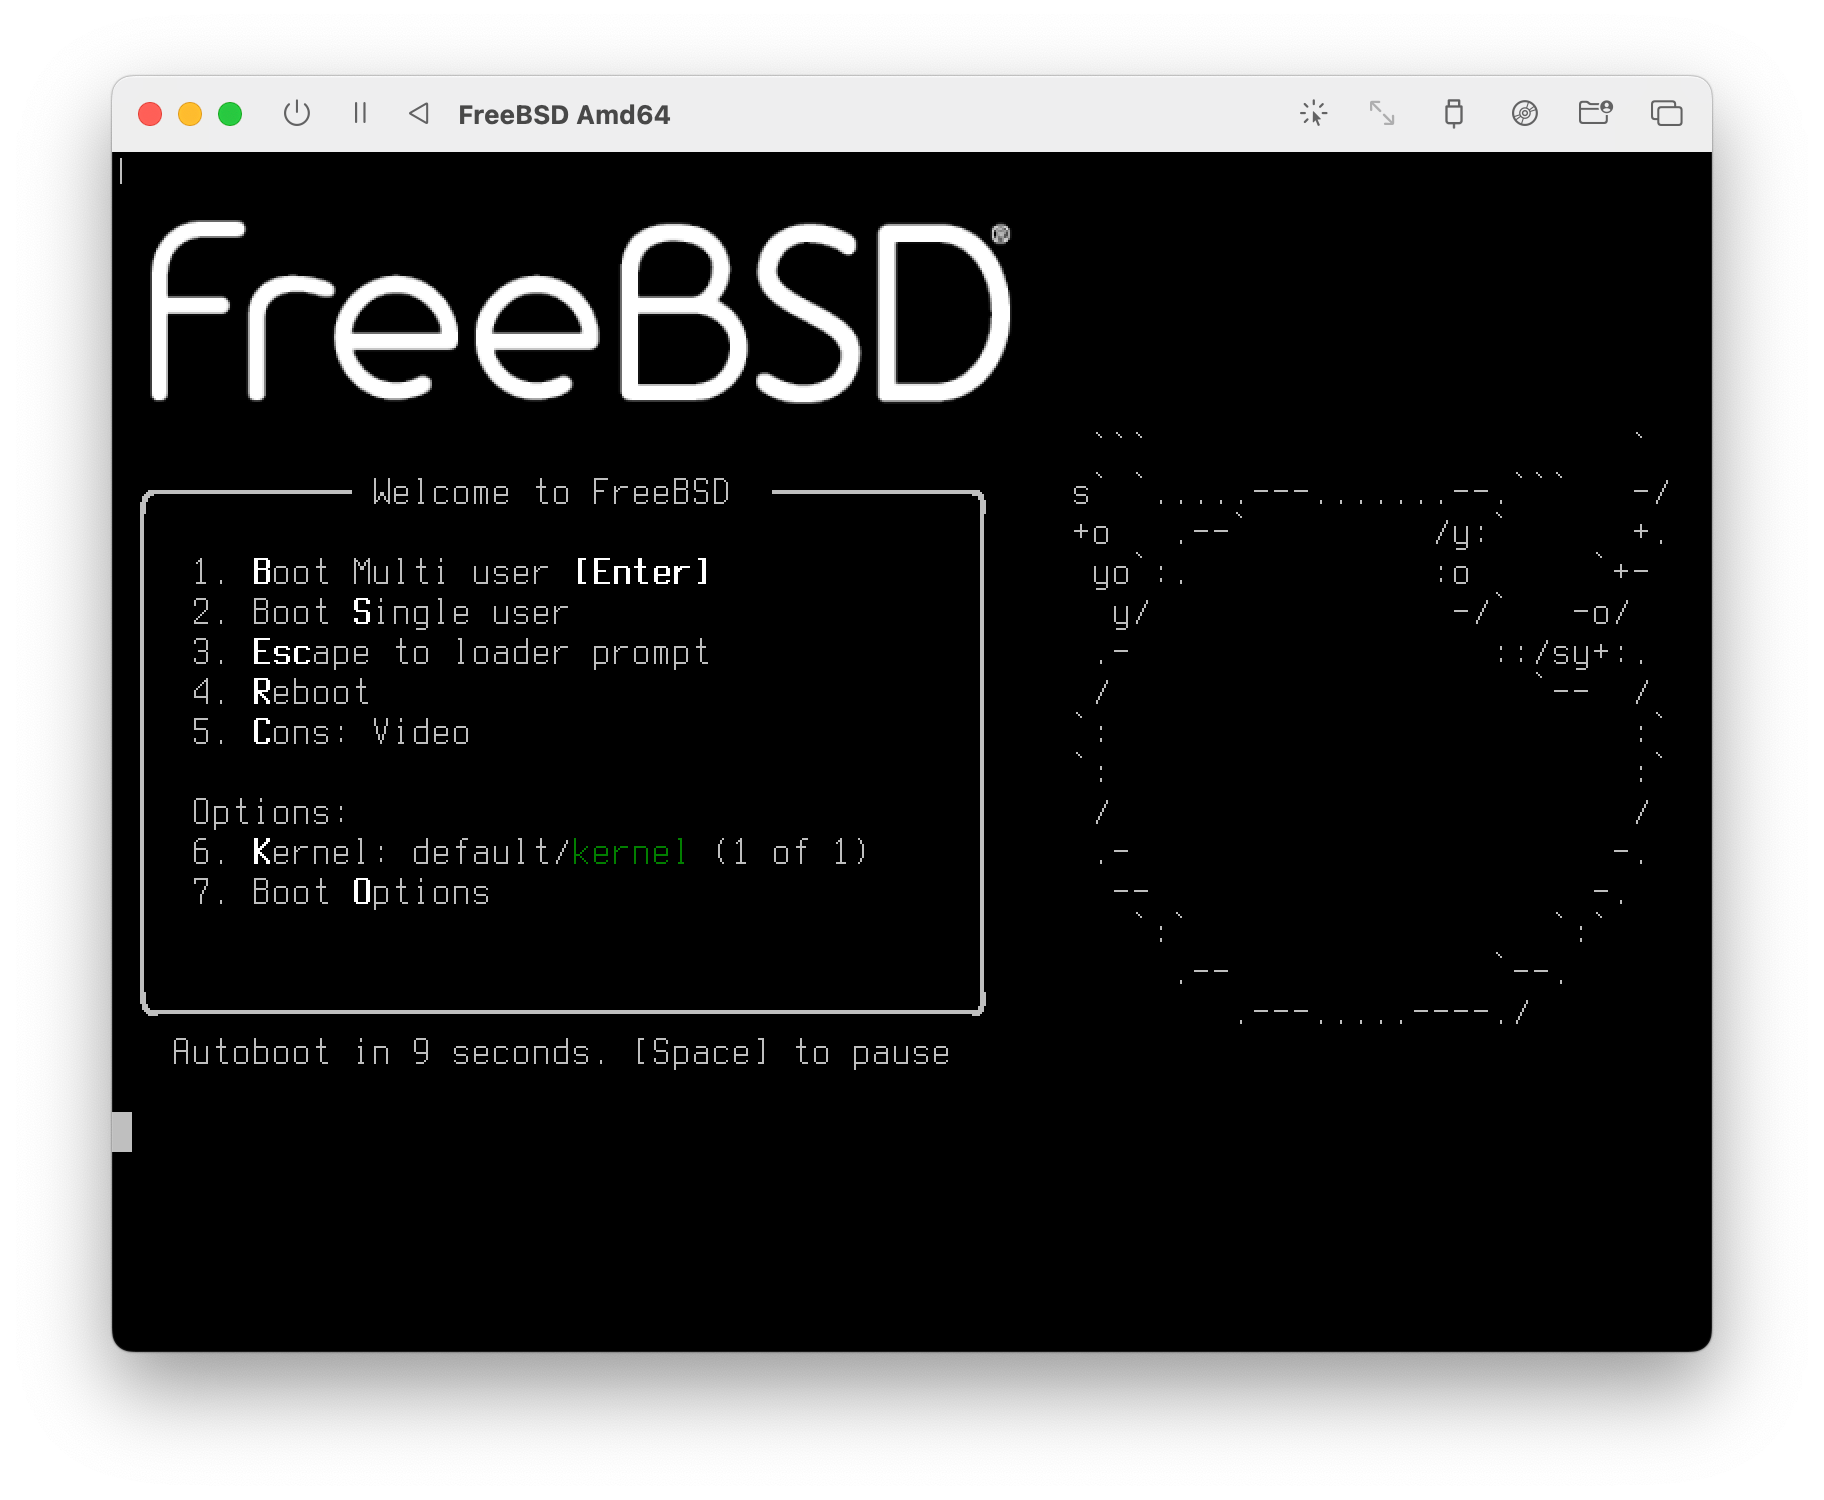 FreeBSD Amd64
FreeBSD®
Welcome to FreeBSD
1. Boot Multi user [Enter]
2. Boot Single user
3. Escape to loader prompt
4. Reboot
5. Cons: Video
Options:
6. Kernel: default/kernel (1 of 1)
7. Boot Options
Autoboot in 9 seconds. [Space] to pause